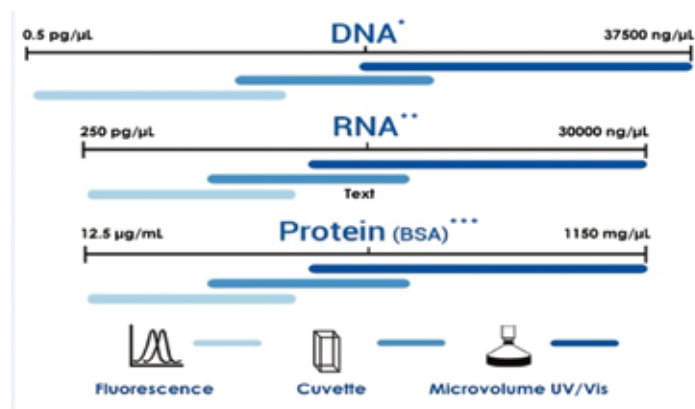 DNA*
0.5 pg/µL 37500 ng/µL
RNA**
250 pg/µL 30000 ng/µL
Text
Protein (BSA)***
12.5 µg/mL 1150 mg/µL
Fluorescence Cuvette Microvolume UV/Vis